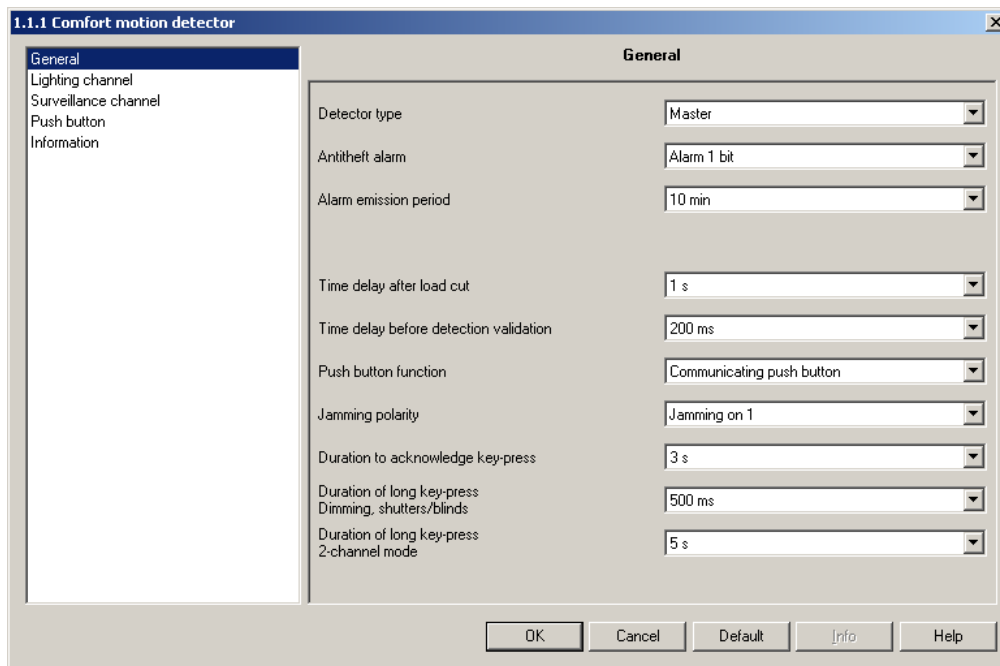 1.1.1 Comfort motion detector
General
Lighting channel
Surveillance channel
Push button
Information
General
Detector type
Master
Antitheft alarm
Alarm 1 bit
Alarm emission period
10 min
Time delay after load cut
1 s
Time delay before detection validation
200 ms
Push button function
Communicating push button
Jamming polarity
Jamming on 1
Duration to acknowledge key-press
3 s
Duration of long key-press
Dimming, shutters/blinds
500 ms
Duration of long key-press
2-channel mode
5 s
OK
Cancel
Default
Info
Help